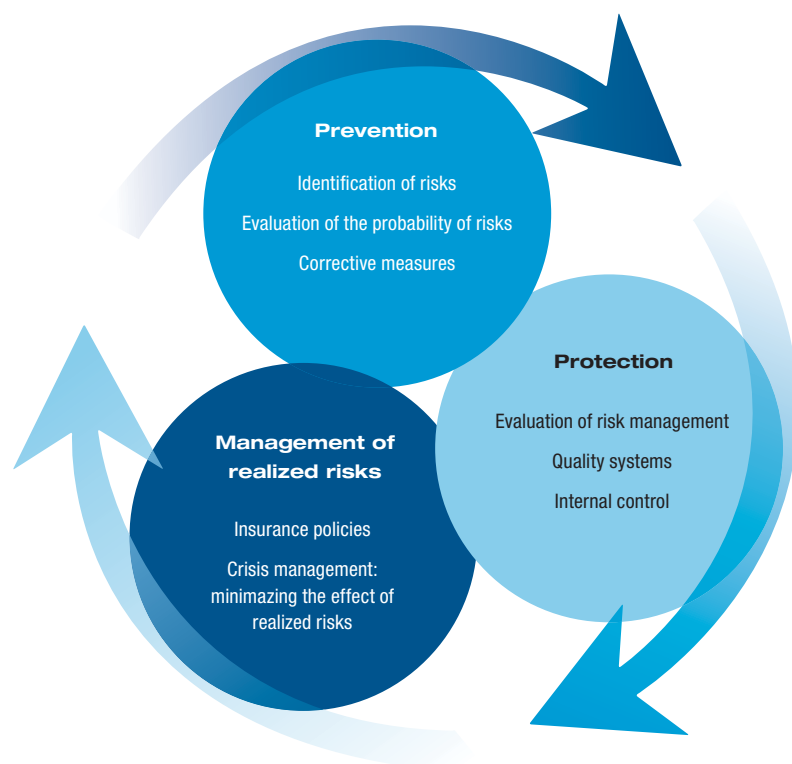 Prevention
Identification of risks
Evaluation of the probability of risks
Corrective measures
Protection
Evaluation of risk management
Quality systems
Internal control
Management of
realized risks
Insurance policies
Crisis management:
minimazing the effect of
realized risks